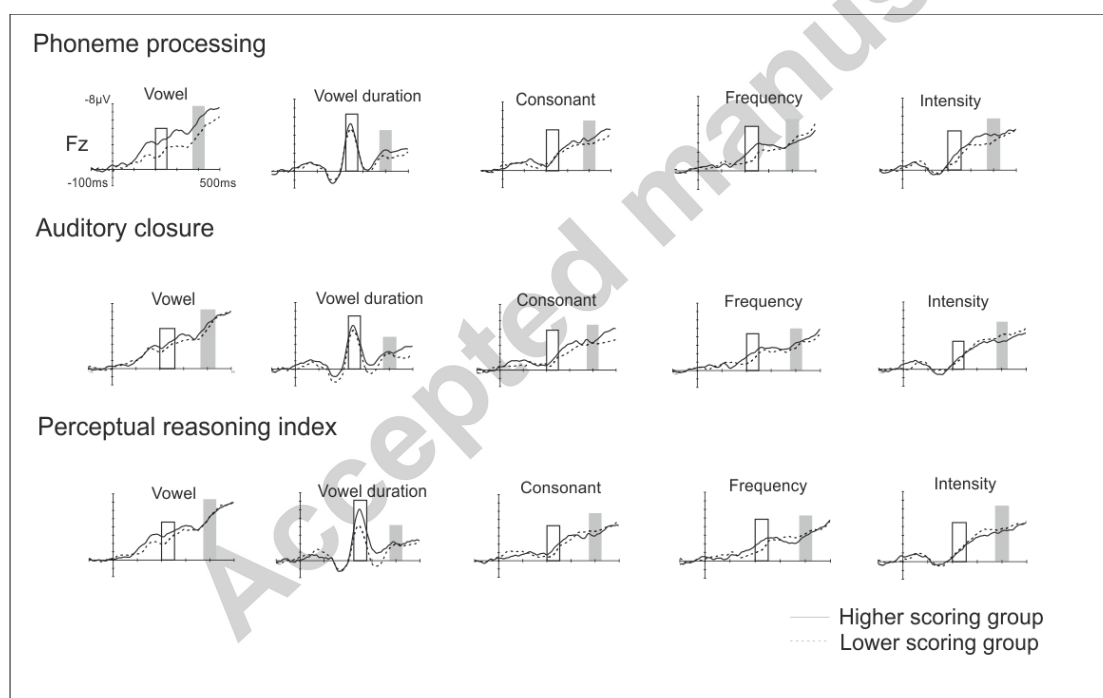 Phoneme processing
Vowel
Vowel duration
Consonant
Frequency
Intensity
-8µV
Fz
-100ms
500ms
Auditory closure
Vowel
Vowel duration
Consonant
Frequency
Intensity
Perceptual reasoning index
Vowel
Vowel duration
Consonant
Frequency
Intensity
Higher scoring group
Lower scoring group
Accepted manus